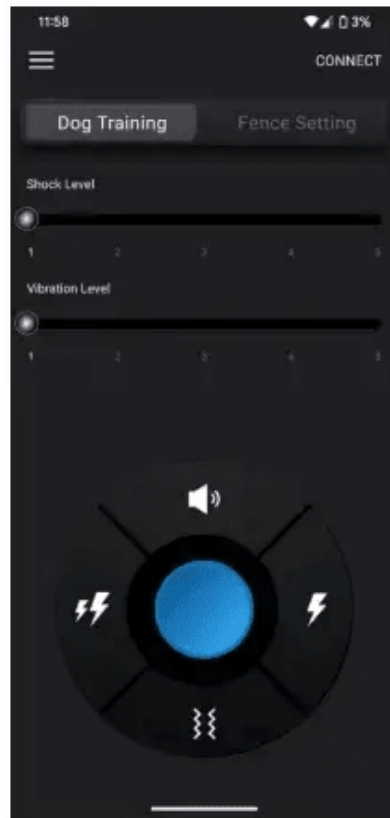 11:58 3%
CONNECT
Dog Training Fence Setting
Shock Level
1 2 3 4 5
Vibration Level
1 2 3 4 5